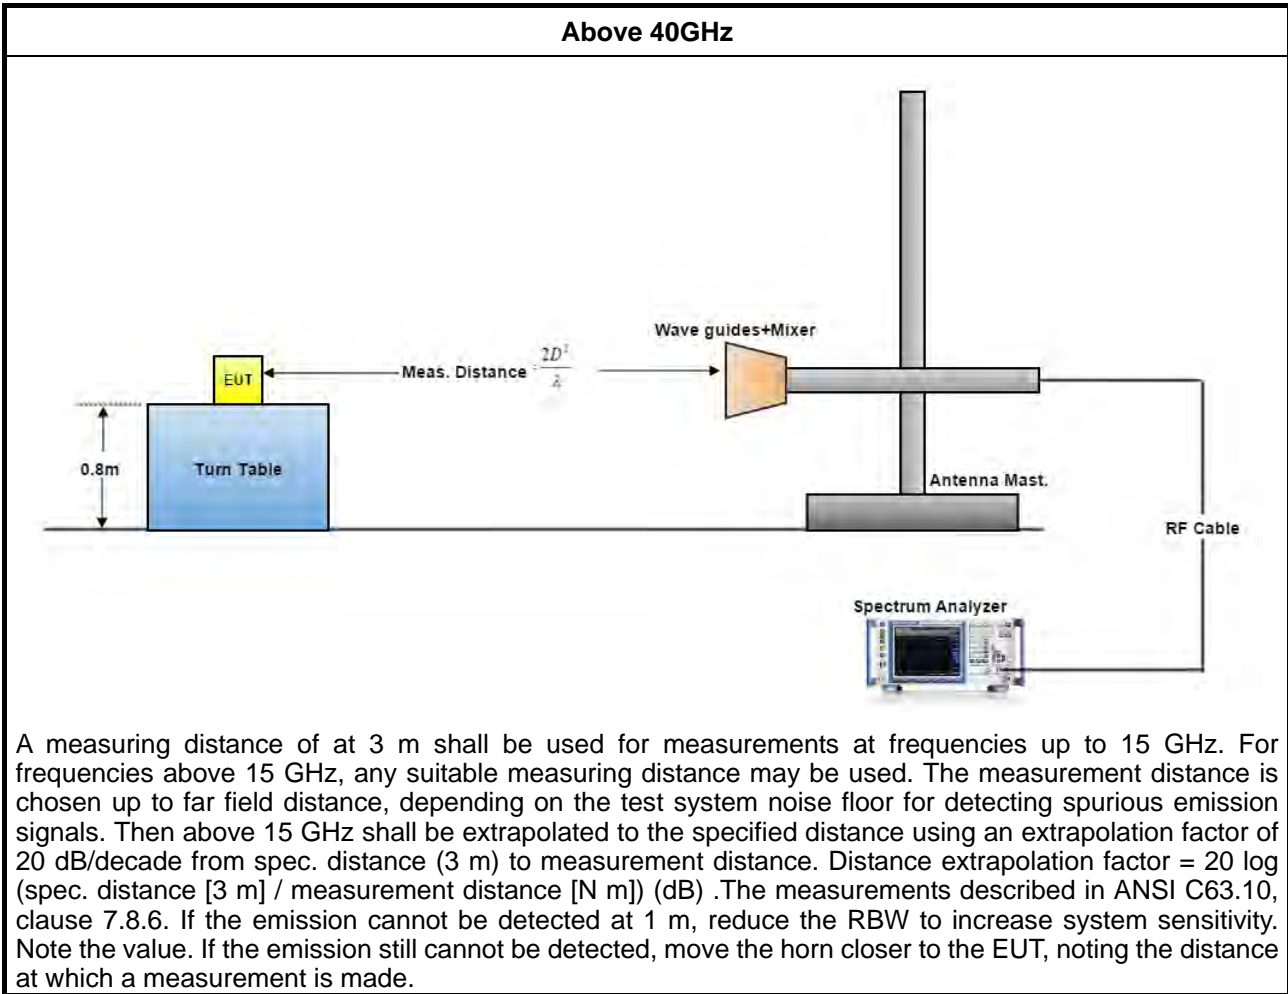 Above 40GHz
Wave guides+Mixer
EUT
Meas. Distance
2D²
λ
0.8m
Turn Table
Antenna Mast.
RF Cable
Spectrum Analyzer
A measuring distance of at 3 m shall be used for measurements at frequencies up to 15 GHz. For
frequencies above 15 GHz, any suitable measuring distance may be used. The measurement distance is
chosen up to far field distance, depending on the test system noise floor for detecting spurious emission
signals. Then above 15 GHz shall be extrapolated to the specified distance using an extrapolation factor of
20 dB/decade from spec. distance (3 m) to measurement distance. Distance extrapolation factor = 20 log
(spec. distance [3 m] / measurement distance [N m]) (dB) .The measurements described in ANSI C63.10,
clause 7.8.6. If the emission cannot be detected at 1 m, reduce the RBW to increase system sensitivity.
Note the value. If the emission still cannot be detected, move the horn closer to the EUT, noting the distance
at which a measurement is made.